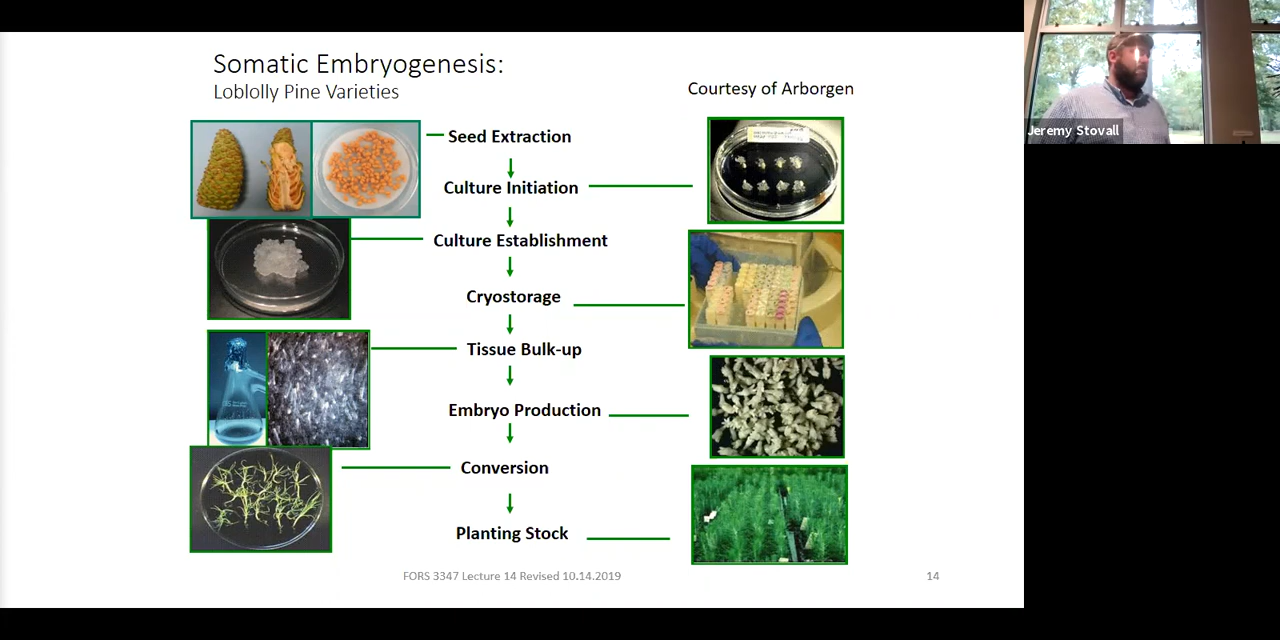 Somatic Embryogenesis:
Loblolly Pine Varieties
Courtesy of Arborgen
Seed Extraction
Culture Initiation
Culture Establishment
Cryostorage
Tissue Bulk-up
Embryo Production
Conversion
Planting Stock
FORS 3347 Lecture 14 Revised 10.14.2019
14
Jeremy Stovall